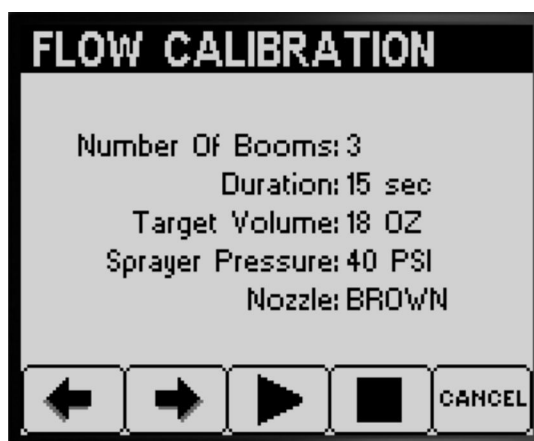 FLOW CALIBRATION
Number Of Booms: 3
Duration: 15 sec
Target Volume: 18 OZ
Sprayer Pressure: 40 PSI
Nozzle: BROWN
CANCEL